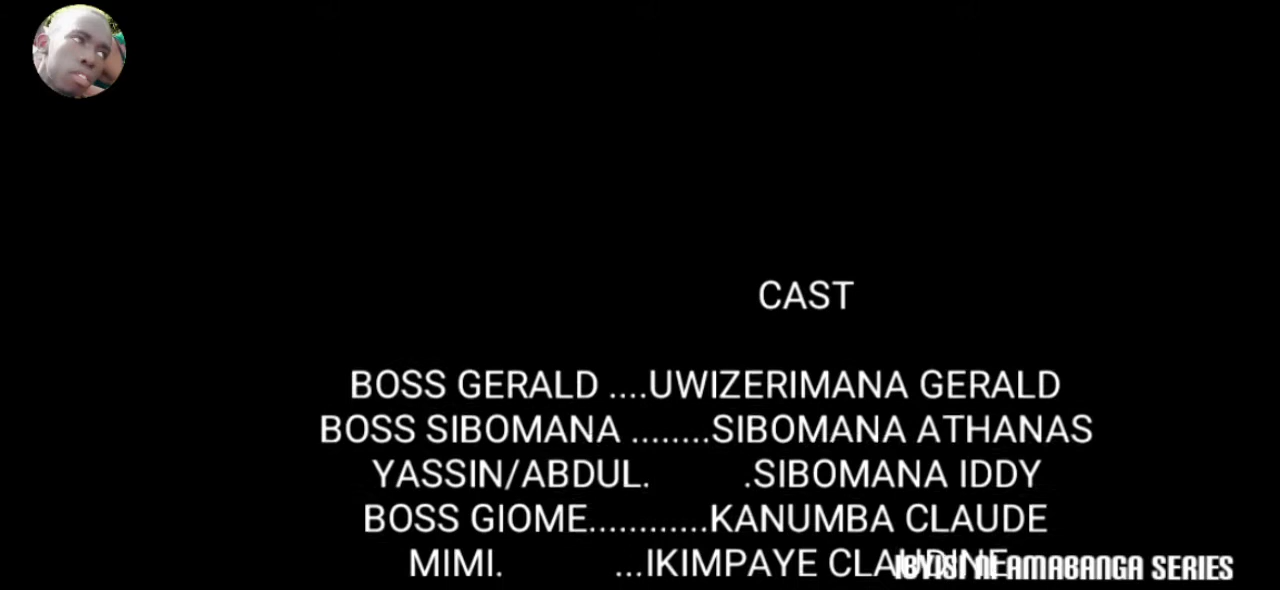 CAST
BOSS GERALD ....UWIZERIMANA GERALD
BOSS SIBOMANA ........SIBOMANA ATHANAS
YASSIN/ABDUL. .SIBOMANA IDDY
BOSS GIOME............KANUMBA CLAUDE
MIMI. ...IKIMPAYE CLAUDINE
AMABANGA SERIES